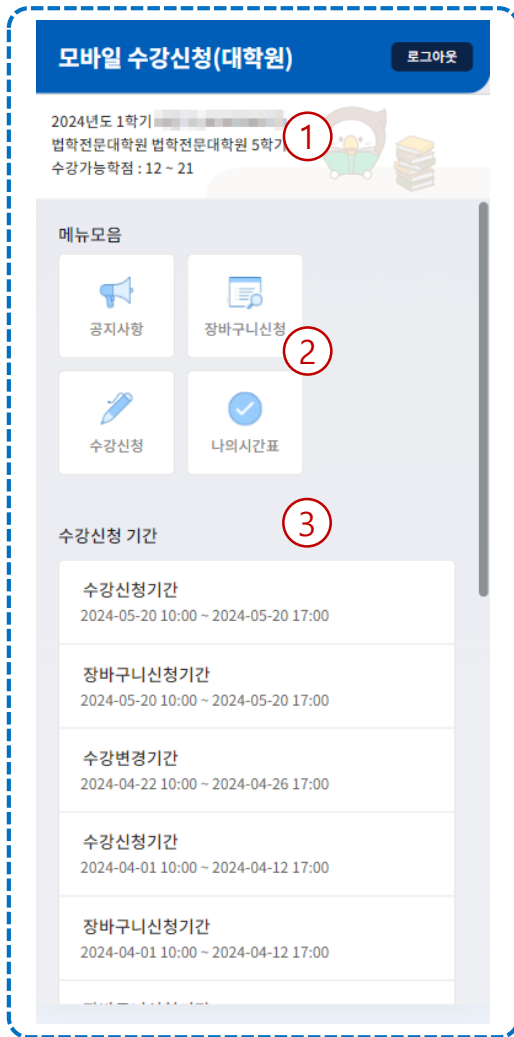 모바일 수강신청(대학원)
로그아웃
2024년도 1학기
법학전문대학원 법학전문대학원 5학기
①
수강가능학점 : 12 ~ 21
메뉴모음
공지사항
장바구니신청
②
수강신청
나의시간표
③
수강신청 기간
수강신청기간
2024-05-20 10:00 ~ 2024-05-20 17:00
장바구니신청기간
2024-05-20 10:00 ~ 2024-05-20 17:00
수강변경기간
2024-04-22 10:00 ~ 2024-04-26 17:00
수강신청기간
2024-04-01 10:00 ~ 2024-04-12 17:00
장바구니신청기간
2024-04-01 10:00 ~ 2024-04-12 17:00